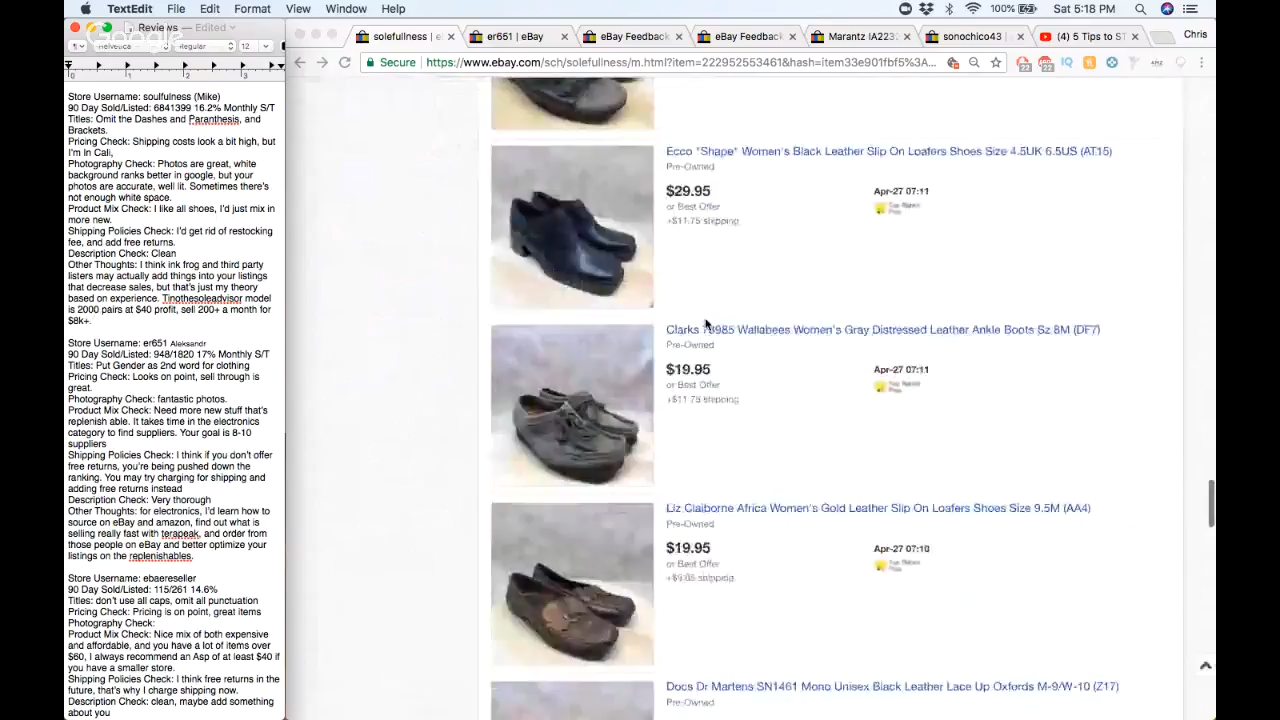 TextEdit File Edit Format View Window Help 100% Sat 5:18 PM
Reviews — Edited
Helvetica Regular 12
0 1 2 3
Store Username: soulfulness (Mike)
90 Day Sold/Listed: 6841399 16.2% Monthly S/T
Titles: Omit the Dashes and Paranthesis, and
Brackets.
Pricing Check: Shipping costs look a bit high, but
I'm in Cali,
Photography Check: Photos are great, white
background ranks better in google, but your
photos are accurate, well lit. Sometimes there's
not enough white space.
Product Mix Check: I like all shoes, I'd just mix in
more new.
Shipping Policies Check: I'd get rid of restocking
fee, and add free returns.
Description Check: Clean
Other Thoughts: I think ink frog and third party
listers may actually add things into your listings
that decrease sales, but that's just my theory
based on experience. Tinothesoleadvisor model
is 2000 pairs at $40 profit, sell 200+ a month for
$8k+.
Store Username: er651 Aleksandr
90 Day Sold/Listed: 948/1820 17% Monthly S/T
Titles: Put Gender as 2nd word for clothing
Pricing Check: Looks on point, sell through is
great.
Photography Check: fantastic photos.
Product Mix Check: Need more new stuff that's
replenish able. It takes time in the electronics
category to find suppliers. Your goal is 8-10
suppliers
Shipping Policies Check: I think if you don't offer
free returns, you're being pushed down the
ranking. You may try charging for shipping and
adding free returns instead
Description Check: Very thorough
Other Thoughts: for electronics, I'd learn how to
source on eBay and amazon, find out what is
selling really fast with terapeak, and order from
those people on eBay and better optimize your
listings on the replenishables.
Store Username: ebaereseller
90 Day Sold/Listed: 115/261 14.6%
Titles: don't use all caps, omit all punctuation
Pricing Check: Pricing is on point, great items
Photography Check:
Product Mix Check: Nice mix of both expensive
and affordable, and you have a lot of items over
$60, I always recommend an Asp of at least $40 if
you have a smaller store.
Shipping Policies Check: I think free returns in the
future, that's why I charge shipping now.
Description Check: clean, maybe add something
about you
solefulness | e er651 | eBay eBay Feedback eBay Feedback Marantz IA223 sonochico43 | (4) 5 Tips to ST Chris
Secure https://www.ebay.com/sch/solefulness/m.html?item=222952553461&hash=item33e901fbf5%3A...
Ecco "Shape" Women's Black Leather Slip On Loafers Shoes Size 4.5UK 6.5US (AT15)
Pre-Owned
$29.95 Apr-27 07:11
or Best Offer
+$11.75 shipping
Clarks 78985 Wallabees Women's Gray Distressed Leather Ankle Boots Sz 8M (DF7)
Pre-Owned
$19.95 Apr-27 07:11
or Best Offer
+$11.75 shipping
Liz Claiborne Africa Women's Gold Leather Slip On Loafers Shoes Size 9.5M (AA4)
Pre-Owned
$19.95 Apr-27 07:10
or Best Offer
shipping
Docs Dr Martens SN1461 Mono Unisex Black Leather Lace Up Oxfords M-9/W-10 (Z17)
Pre-Owned